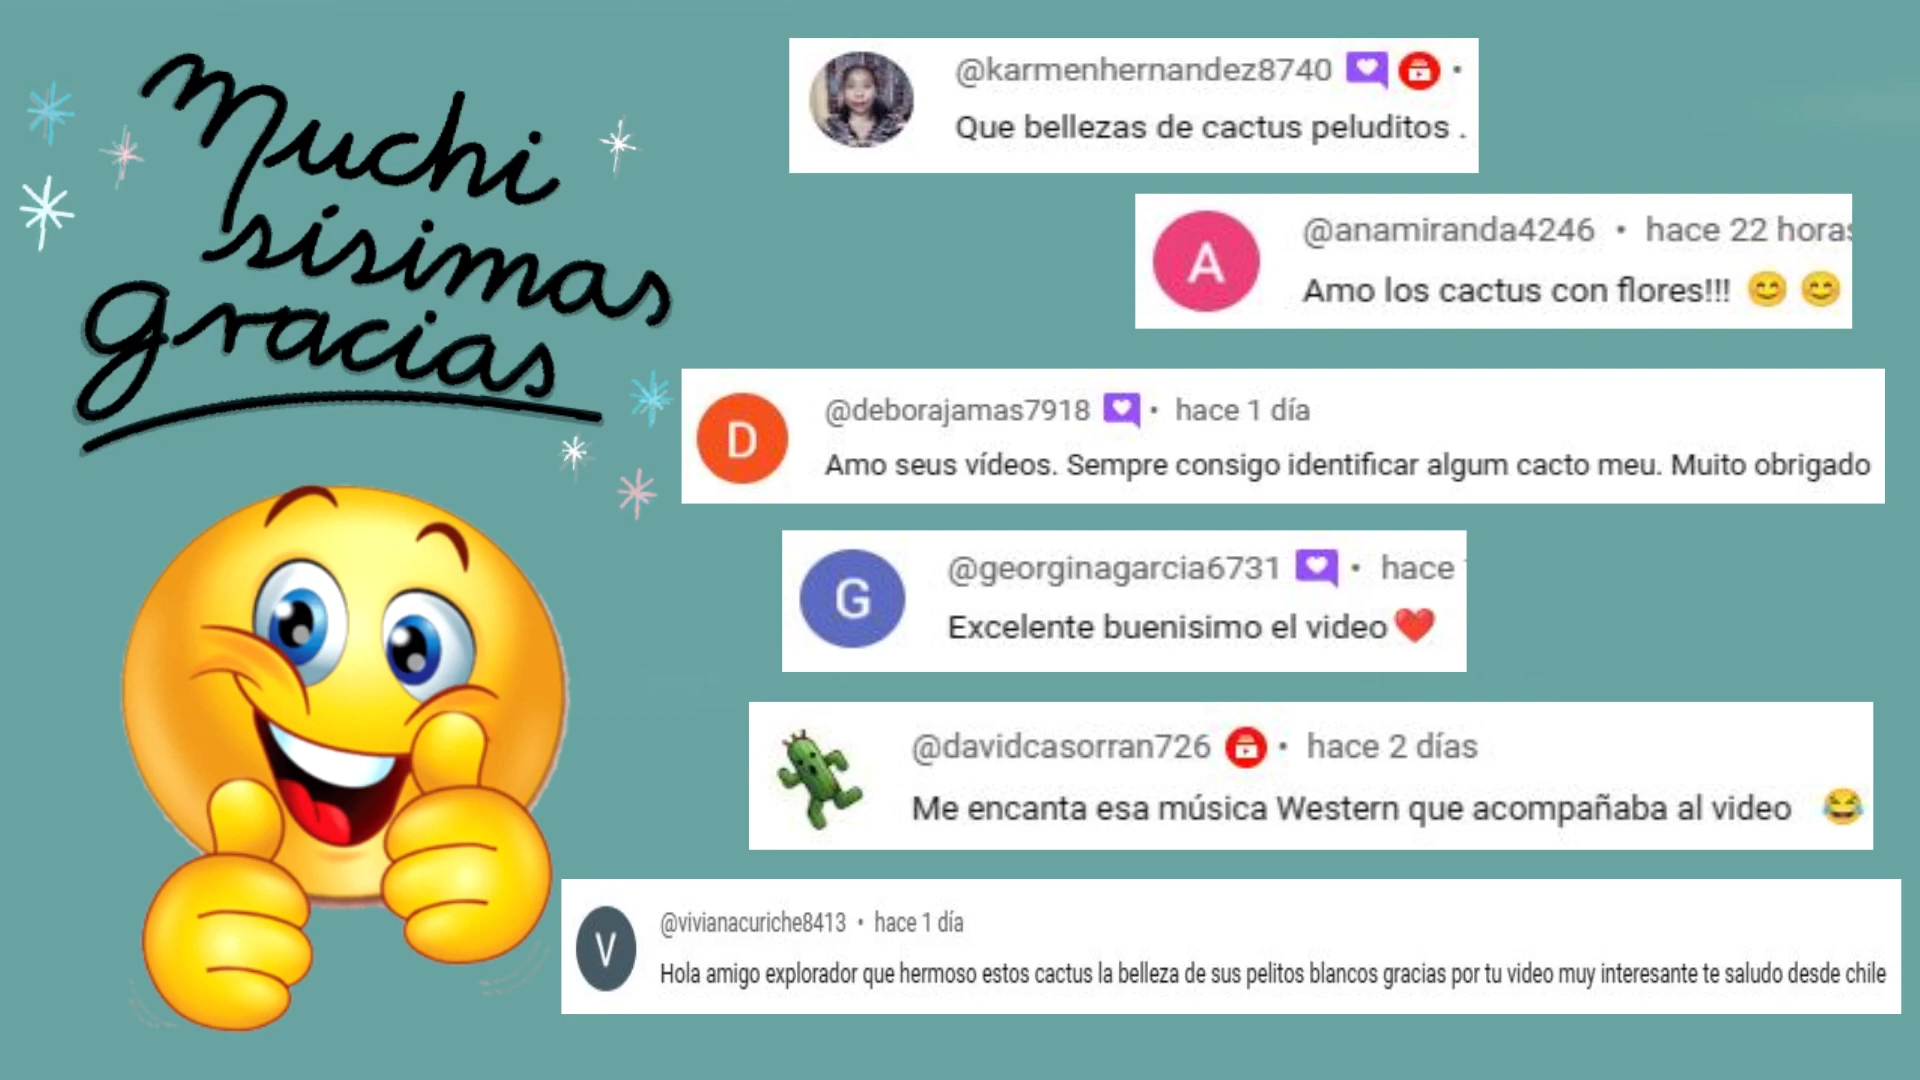 Muchi
sísimas
gracias
@karmenhernandez8740 •
Que bellezas de cactus peluditos .
A
@anamiranda4246 • hace 22 horas
Amo los cactus con flores!!! 😊 😊
D
@deborajamas7918 • hace 1 día
Amo seus vídeos. Sempre consigo identificar algum cacto meu. Muito obrigado
G
@georginagarcia6731 • hace
Excelente buenisimo el video❤️
@davidcasorran726 • hace 2 días
Me encanta esa música Western que acompañaba al video 😂
V
@vivianacuriche8413 • hace 1 día
Hola amigo explorador que hermoso estos cactus la belleza de sus pelitos blancos gracias por tu video muy interesante te saludo desde chile